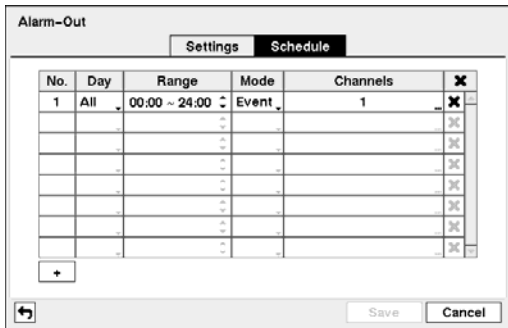 Alarm-Out
Settings Schedule
No. Day Range Mode Channels ✖
1 All 00:00 ~ 24:00 Event 1 ... ✖
+
Save Cancel